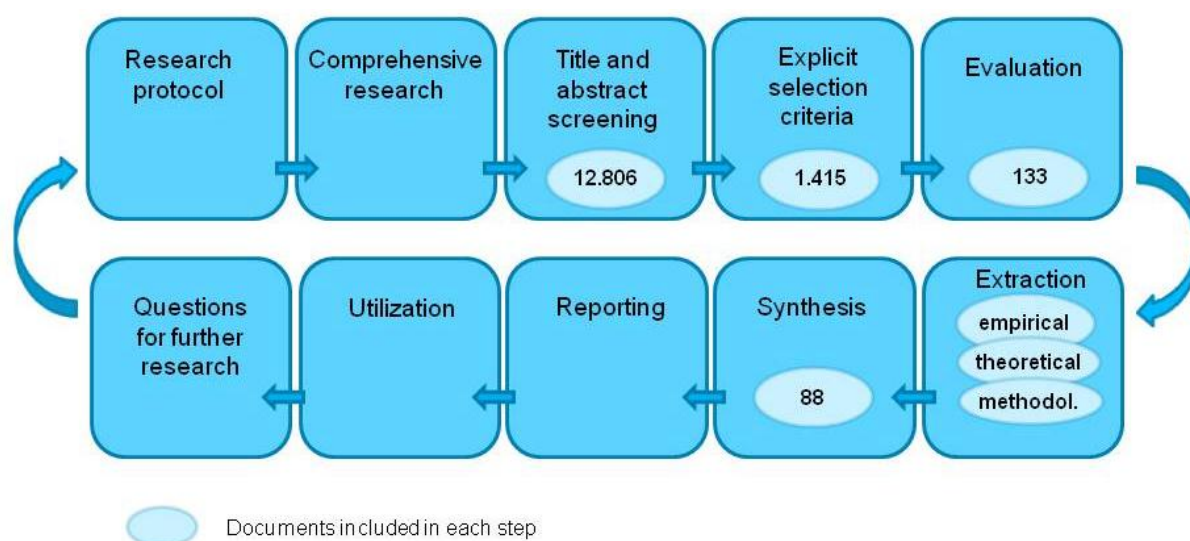 Research
protocol
Comprehensive
research
Title and
abstract
screening
12.806
Explicit
selection
criteria
1.415
Evaluation
133
Questions
for further
research
Utilization
Reporting
Synthesis
88
Extraction
empirical
theoretical
methodol.
Documents included in each step